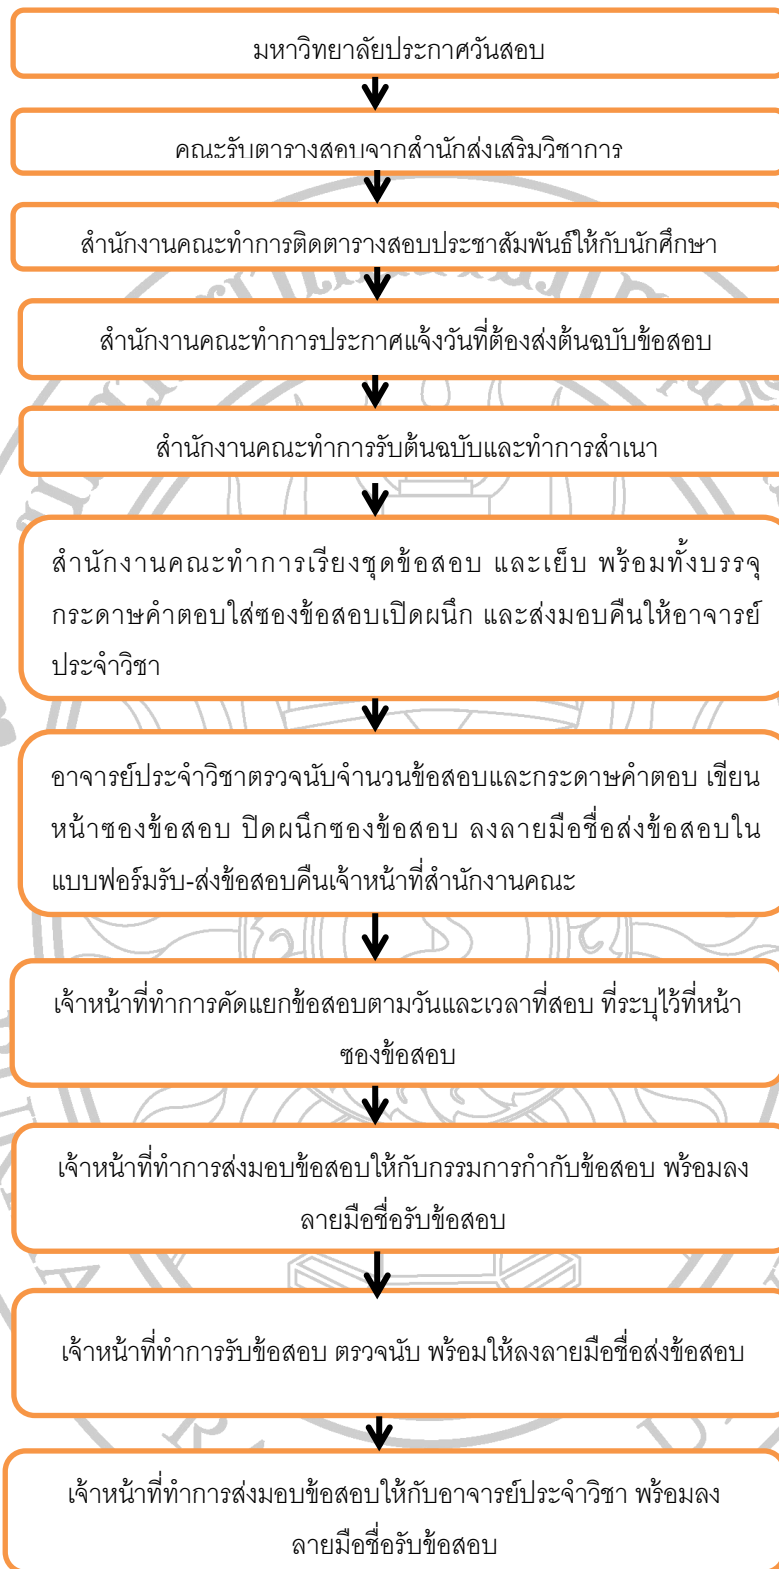 มหาวิทยาลัยประกาศวันสอบ
คณะรับตารางสอบจากสำนักส่งเสริมวิชาการ
สำนักงานคณะทำการติดตารางสอบประชาสัมพันธ์ให้กับนักศึกษา
สำนักงานคณะทำการประกาศแจ้งวันที่ต้องส่งต้นฉบับข้อสอบ
สำนักงานคณะทำการรับต้นฉบับและทำการสำเนา
สำนักงานคณะทำการเรียงชุดข้อสอบ และเย็บ พร้อมทั้งบรรจุ
กระดาษคำตอบใส่ซองข้อสอบเปิดผนึก และส่งมอบคืนให้อาจารย์
ประจำวิชา
อาจารย์ประจำวิชาตรวจนับจำนวนข้อสอบและกระดาษคำตอบ เขียน
หน้าซองข้อสอบ ปิดผนึกซองข้อสอบ ลงลายมือชื่อส่งข้อสอบใน
แบบฟอร์มรับ-ส่งข้อสอบคืนเจ้าหน้าที่สำนักงานคณะ
เจ้าหน้าที่ทำการคัดแยกข้อสอบตามวันและเวลาที่สอบ ที่ระบุไว้ที่หน้า
ซองข้อสอบ
เจ้าหน้าที่ทำการส่งมอบข้อสอบให้กับกรรมการกำกับข้อสอบ พร้อมลง
ลายมือชื่อรับข้อสอบ
เจ้าหน้าที่ทำการรับข้อสอบ ตรวจนับ พร้อมให้ลงลายมือชื่อส่งข้อสอบ
เจ้าหน้าที่ทำการส่งมอบข้อสอบให้กับอาจารย์ประจำวิชา พร้อมลง
ลายมือชื่อรับข้อสอบ